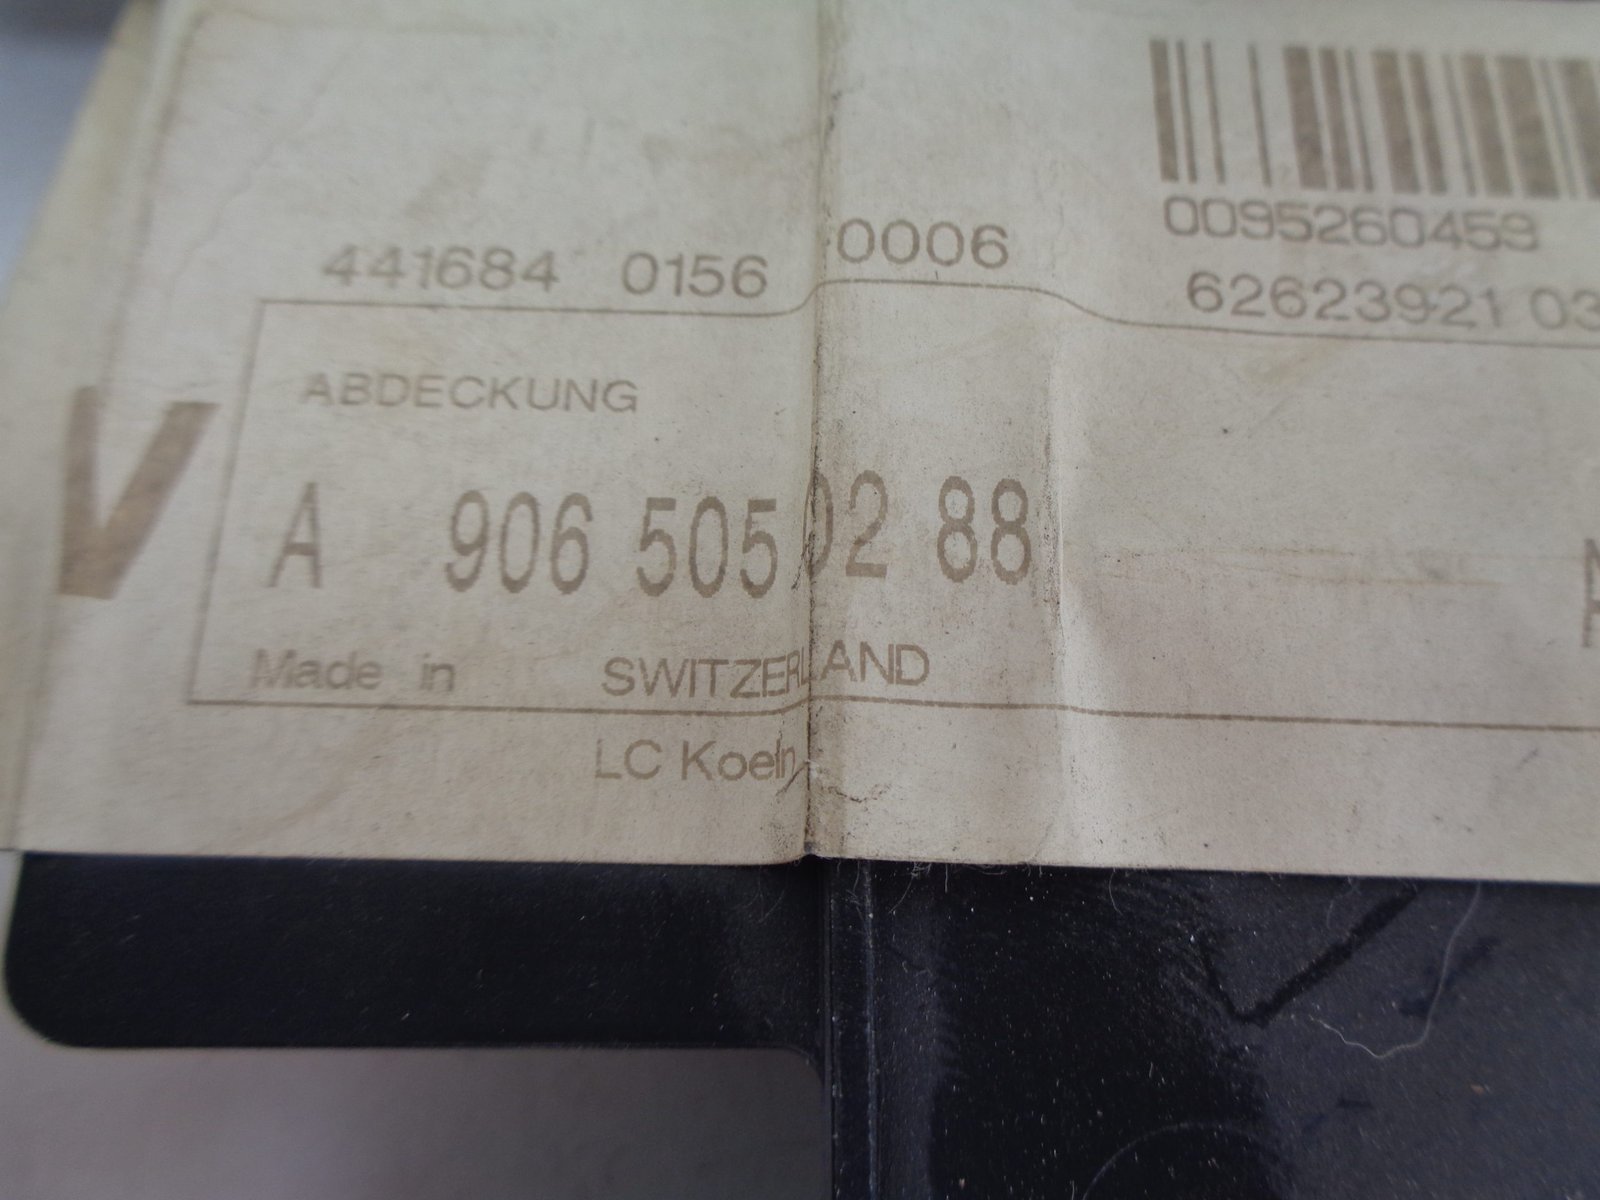 0095260459
441684 0156 0006
62623921 03
ABDECKUNG
V
A 906 505 02 88
Made in SWITZERLAND
LC Koeln